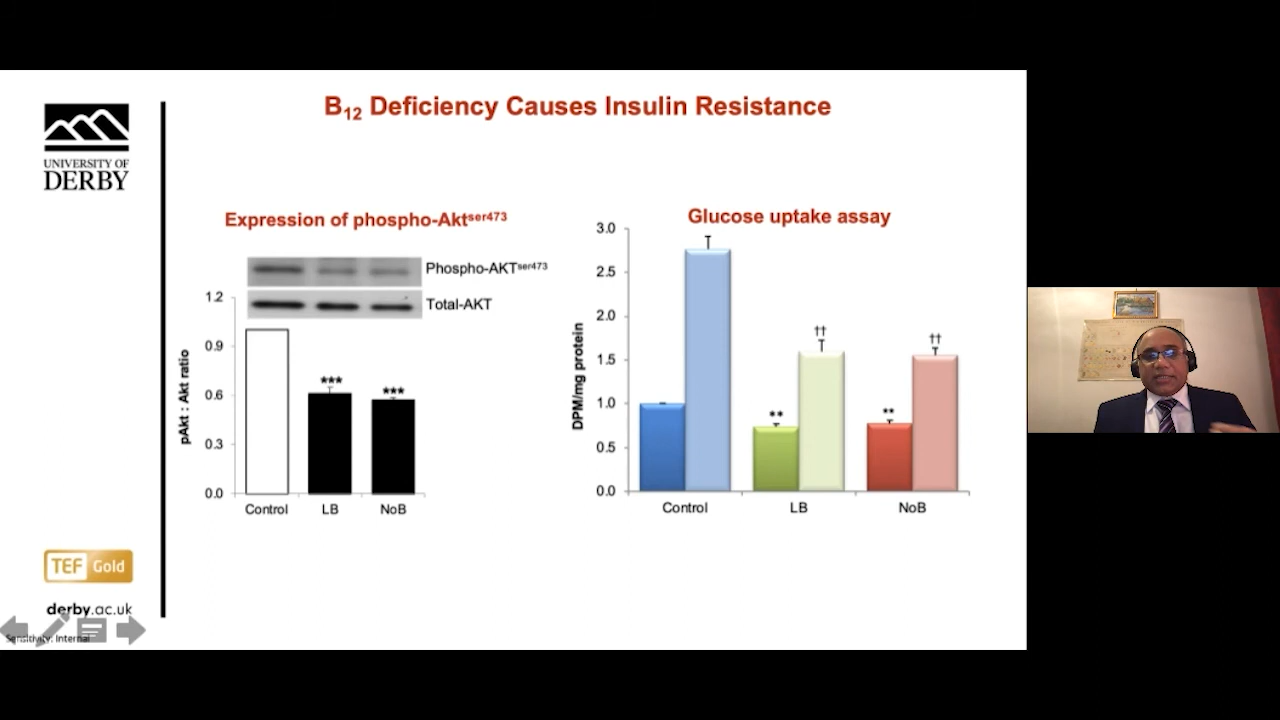 B12 Deficiency Causes Insulin Resistance
UNIVERSITY OF
DERBY
Expression of phospho-Aktser473
Phospho-AKTser473
Total-AKT
pAkt : Akt ratio
1.2
0.9
0.6
0.3
0.0
***
***
Control
LB
NoB
Glucose uptake assay
DPM/mg protein
3.0
2.5
2.0
1.5
1.0
0.5
0.0
††
††
**
**
Control
LB
NoB
TEF Gold
derby.ac.uk
Sensitivity: Internal